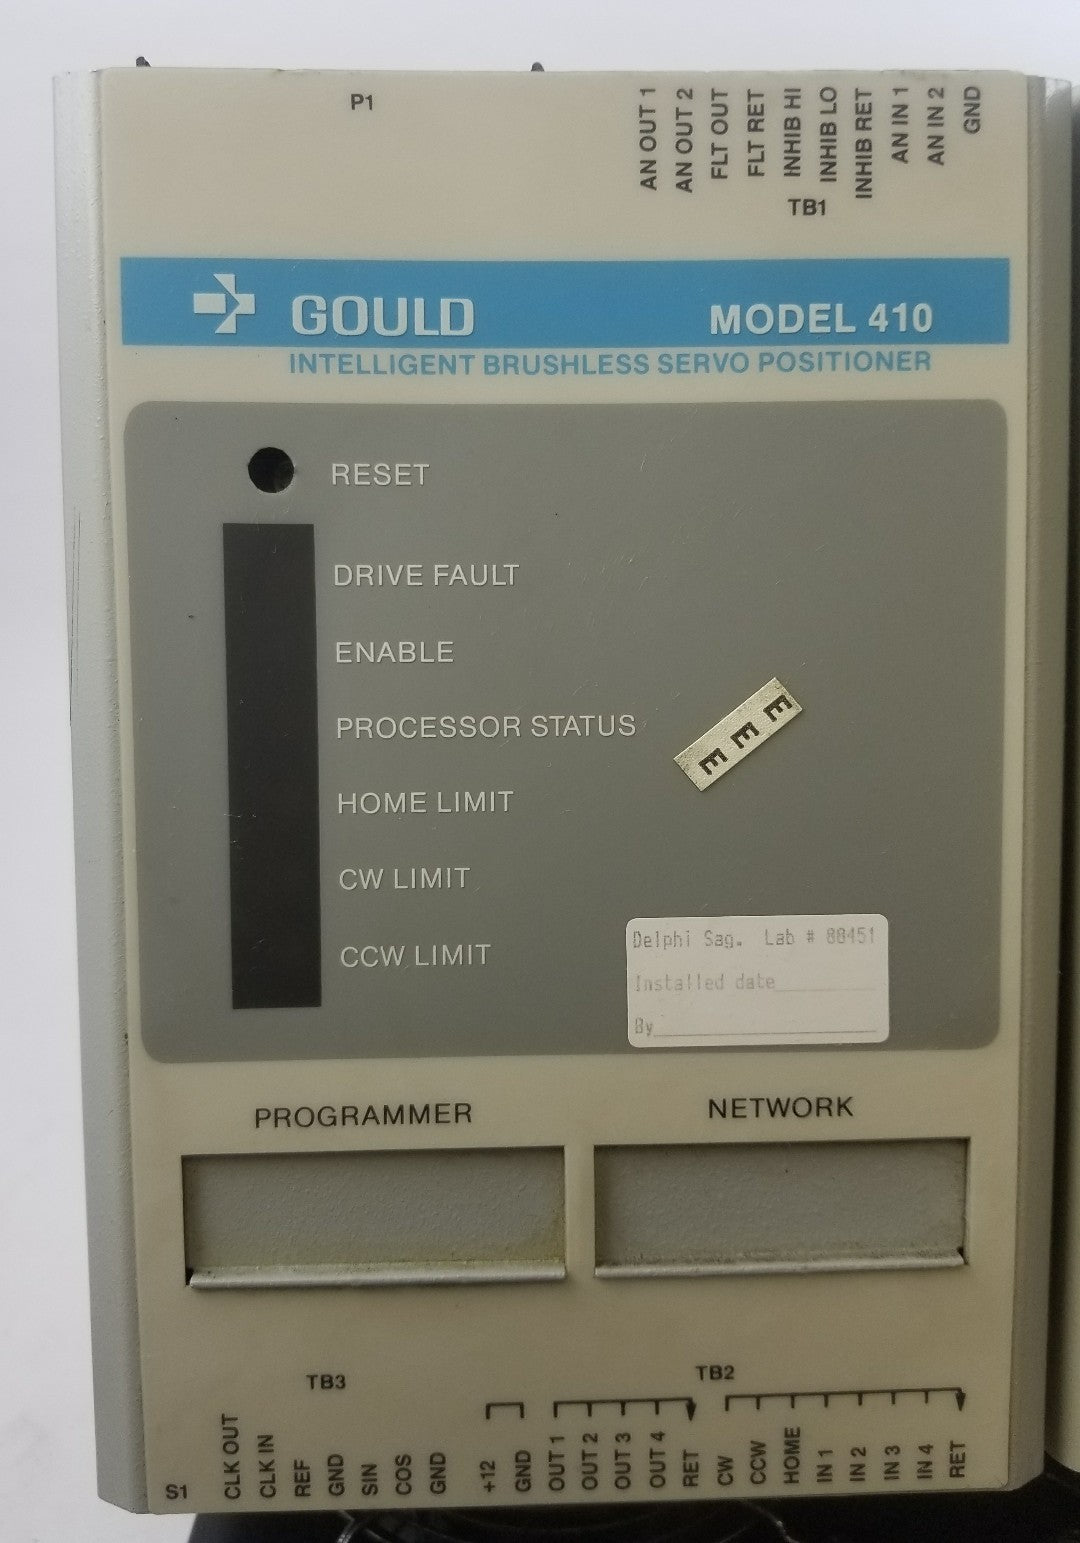 P1
AN OUT 1
AN OUT 2
FLT OUT
FLT RET
INHIB HI
INHIB LO
INHIB RET
AN IN 1
AN IN 2
GND
TB1
GOULD
MODEL 410
INTELLIGENT BRUSHLESS SERVO POSITIONER
RESET
DRIVE FAULT
ENABLE
PROCESSOR STATUS
HOME LIMIT
CW LIMIT
CCW LIMIT
E E E
Delphi Sag. Lab # 88451
Installed date
By
PROGRAMMER
NETWORK
TB3
TB2
S1
CLK OUT
CLK IN
REF
GND
SIN
COS
GND
+12
GND
OUT 1
OUT 2
OUT 3
OUT 4
RET
CW
CCW
HOME
IN 1
IN 2
IN 3
IN 4
RET